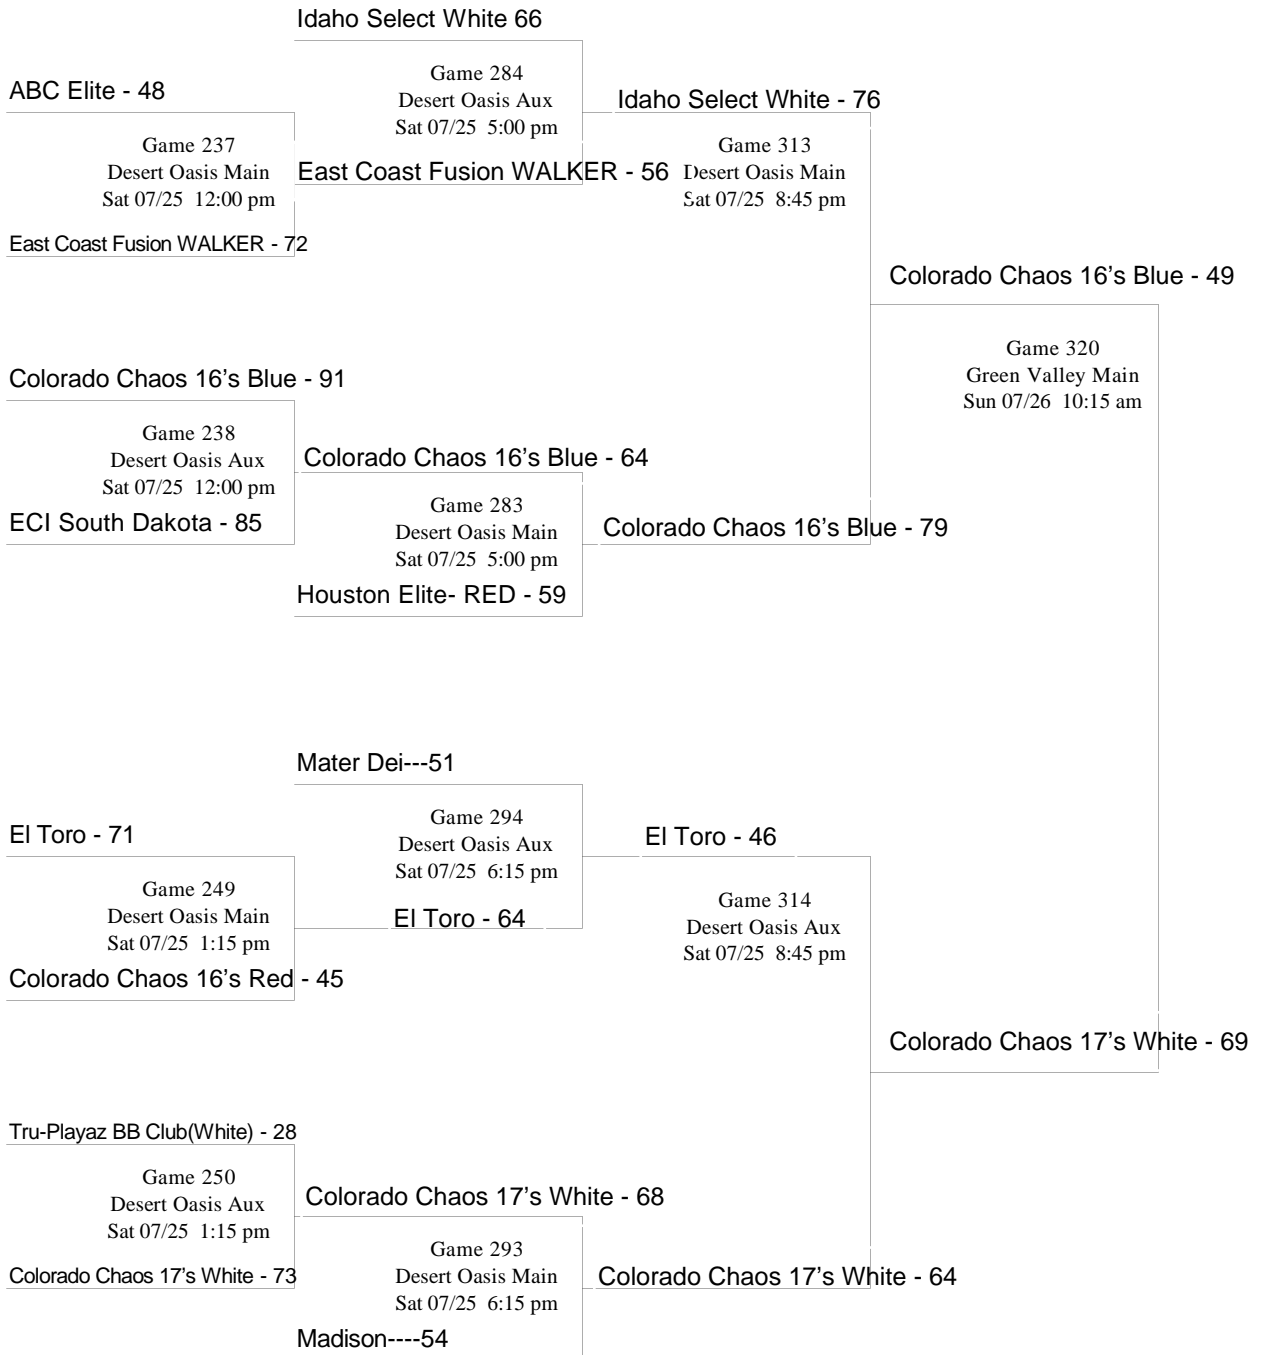 Idaho Select White 66
Game 284
Desert Oasis Aux
Sat 07/25 5:00 pm
ABC Elite - 48
Idaho Select White - 76
Game 237
Desert Oasis Main
Sat 07/25 12:00 pm
East Coast Fusion WALKER - 56
Game 313
Desert Oasis Main
Sat 07/25 8:45 pm
East Coast Fusion WALKER - 72
Colorado Chaos 16’s Blue - 49
Game 320
Green Valley Main
Sun 07/26 10:15 am
Colorado Chaos 16’s Blue - 91
Game 238
Desert Oasis Aux
Sat 07/25 12:00 pm
Colorado Chaos 16’s Blue - 64
ECI South Dakota - 85
Game 283
Desert Oasis Main
Sat 07/25 5:00 pm
Colorado Chaos 16’s Blue - 79
Houston Elite- RED - 59
Mater Dei---51
Game 294
Desert Oasis Aux
Sat 07/25 6:15 pm
El Toro - 71
El Toro - 46
Game 249
Desert Oasis Main
Sat 07/25 1:15 pm
El Toro - 64
Game 314
Desert Oasis Aux
Sat 07/25 8:45 pm
Colorado Chaos 16’s Red - 45
Colorado Chaos 17’s White - 69
Tru-Playaz BB Club(White) - 28
Game 250
Desert Oasis Aux
Sat 07/25 1:15 pm
Colorado Chaos 17’s White - 68
Colorado Chaos 17’s White - 73
Game 293
Desert Oasis Main
Sat 07/25 6:15 pm
Colorado Chaos 17’s White - 64
Madison----54